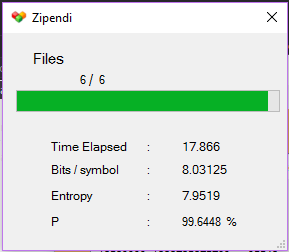 Zipendi
Files
6 / 6
Time Elapsed : 17.866
Bits / symbol : 8.03125
Entropy : 7.9519
P : 99.6448 %